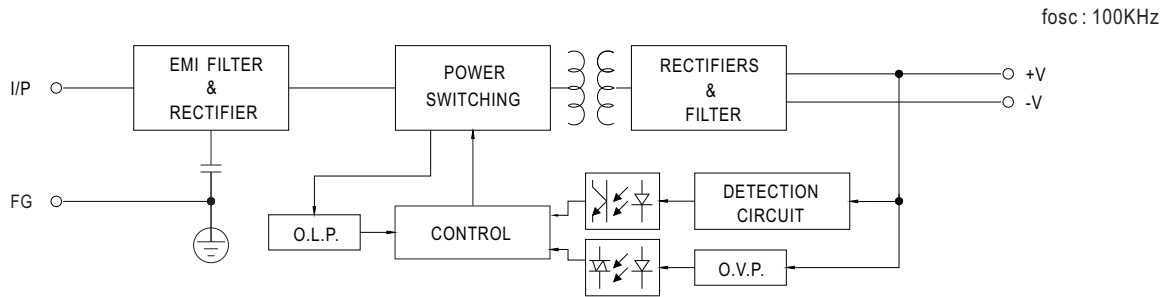 fosc : 100KHz
I/P
EMI FILTER
&
RECTIFIER
POWER
SWITCHING
RECTIFIERS
&
FILTER
+V
-V
FG
O.L.P.
CONTROL
DETECTION
CIRCUIT
O.V.P.